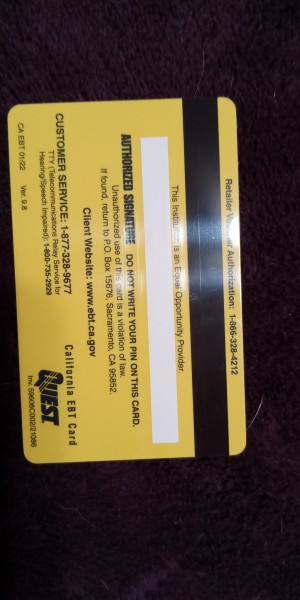 Retailer Voucher Authorization: 1-866-328-4212
This Institution is an Equal Opportunity Provider.
AUTHORIZED SIGNATURE DO NOT WRITE YOUR PIN ON THIS CARD.
Unauthorized use of this card is a violation of law.
If found, return to P.O. Box 15676, Sacramento, CA 95852.
Client Website: www.ebt.ca.gov
CUSTOMER SERVICE: 1-877-328-9677
TTY (Telecommunications Relay Service for
Hearing/Speech Impaired): 1-800-735-2929
California EBT Card
QUEST
CA EBT 01/22 Ver. 9.8
Inv. 59608C002/21086